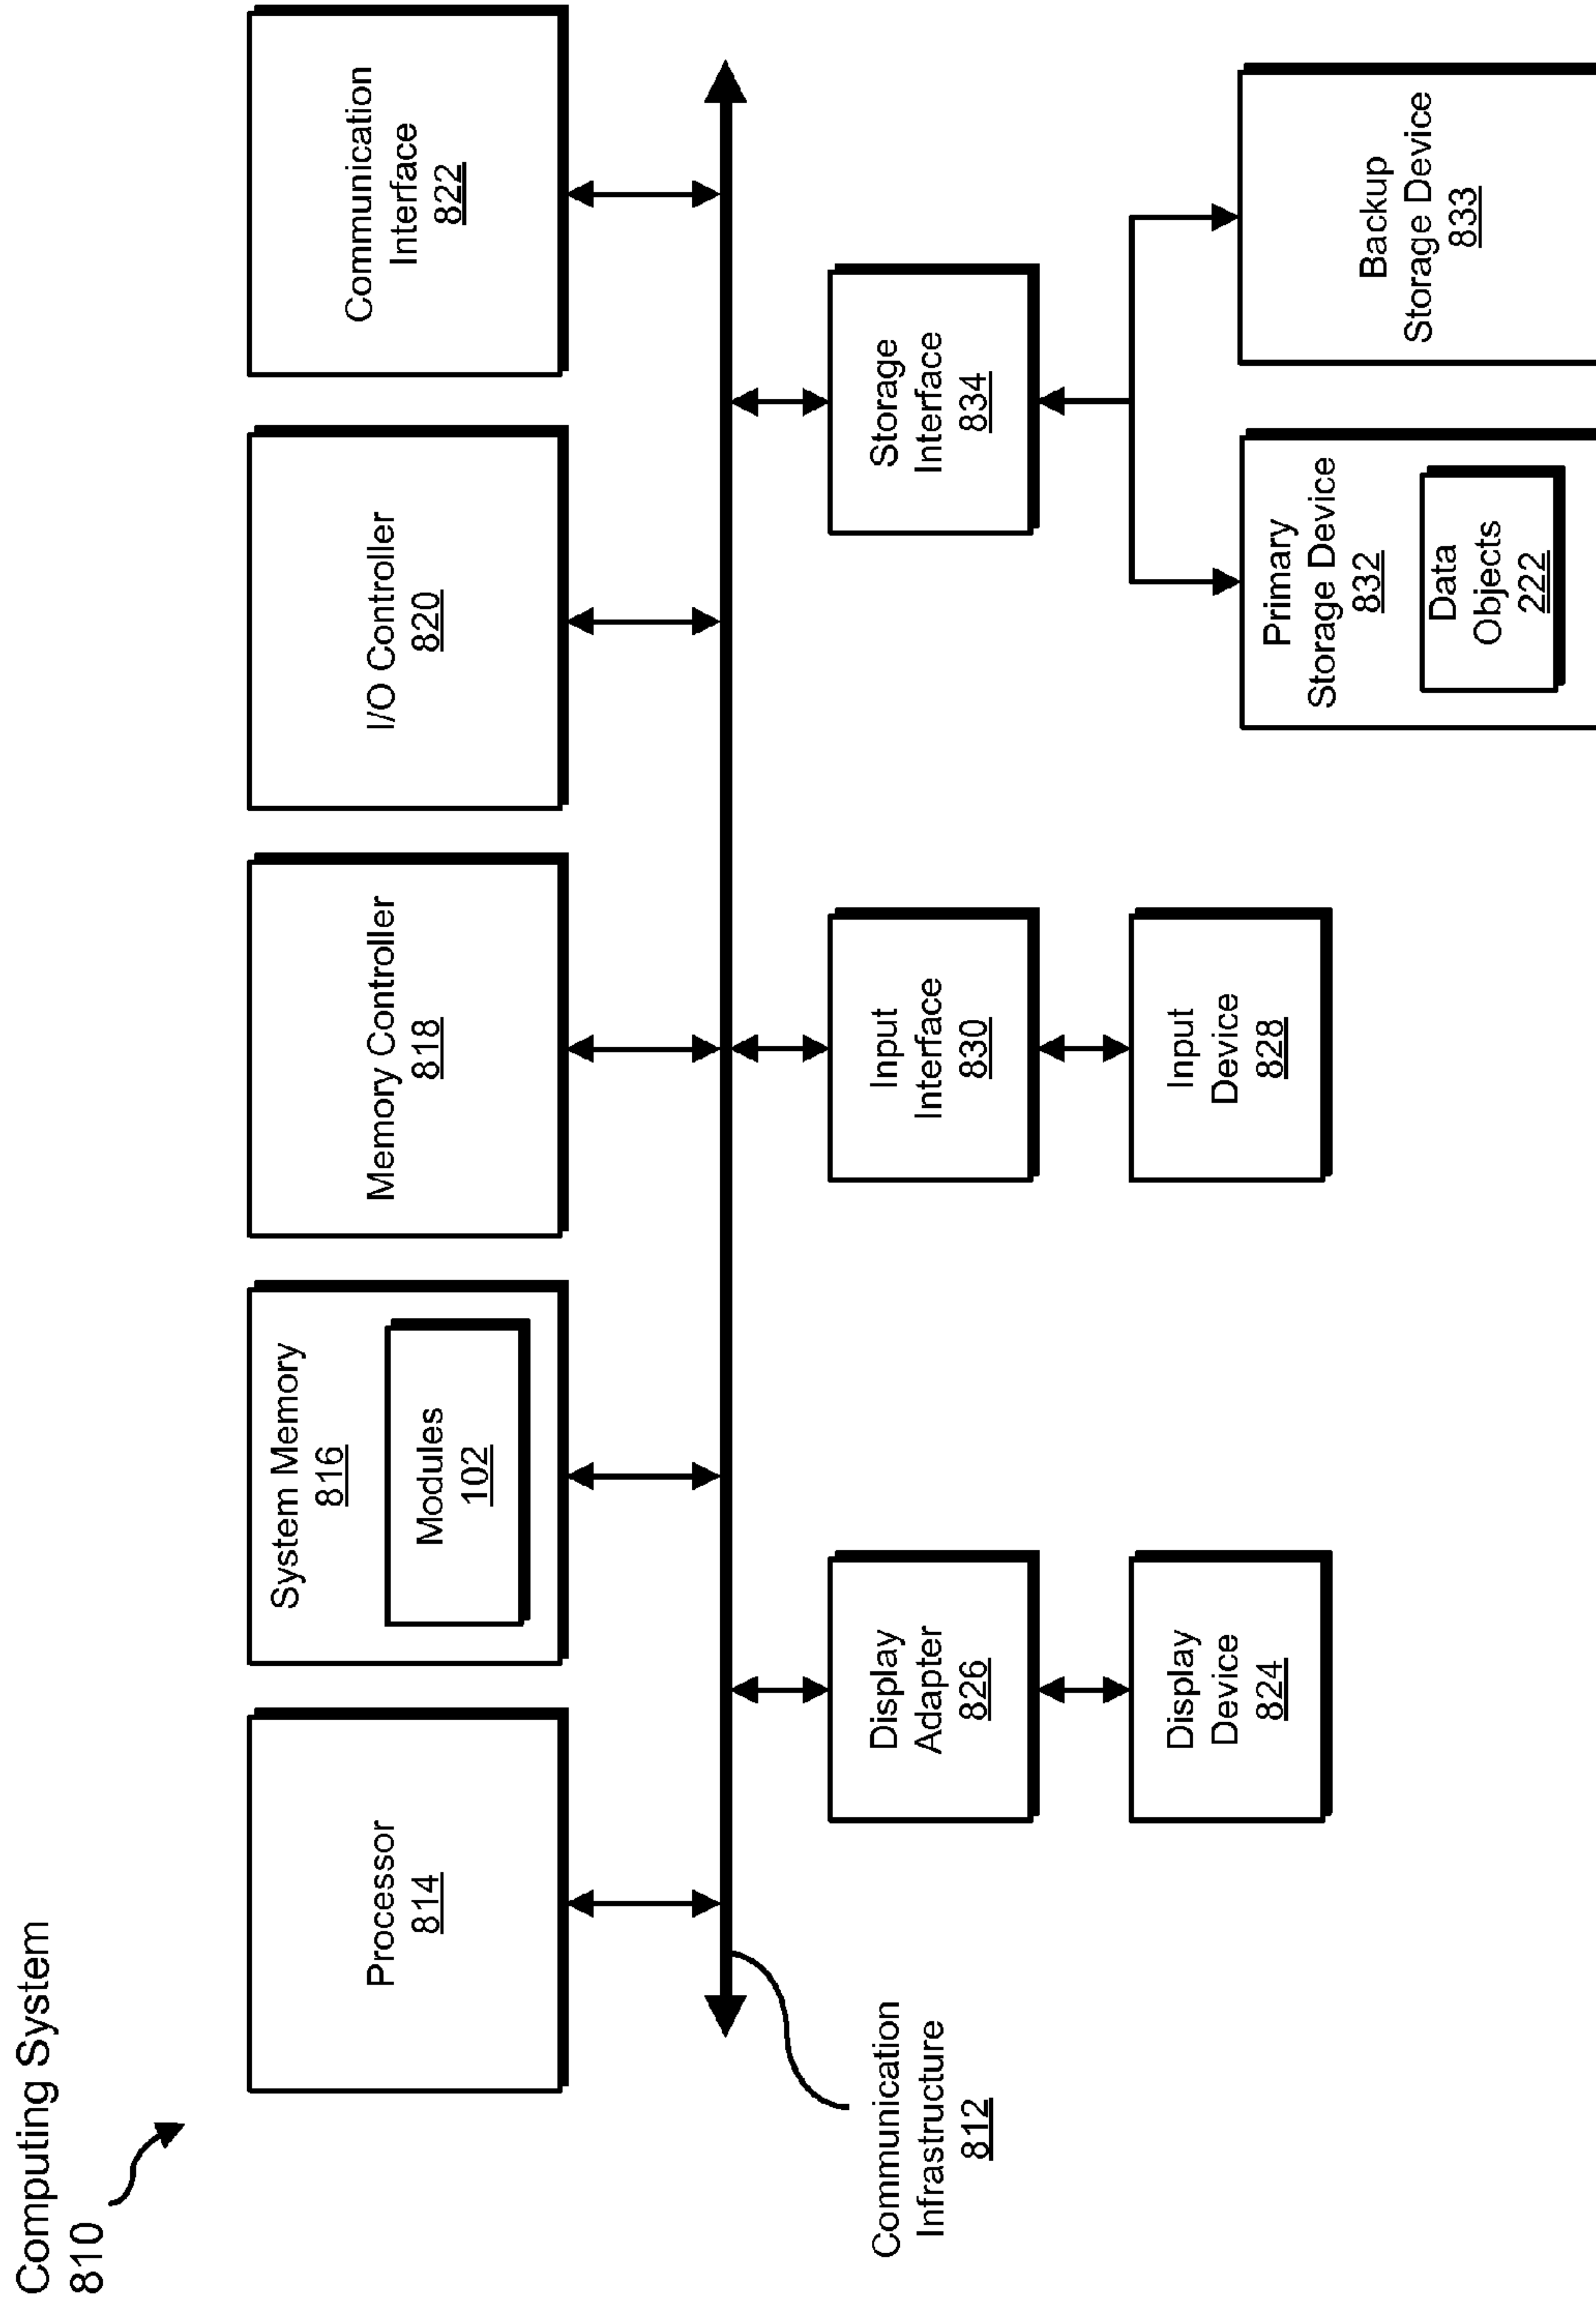 Computing System
810
Processor
814
System Memory
816
Modules
102
Memory Controller
818
I/O Controller
820
Communication
Interface
822
Communication
Infrastructure
812
Display
Adapter
826
Input
Interface
830
Storage
Interface
834
Display
Device
824
Input
Device
828
Primary
Storage Device
832
Data
Objects
222
Backup
Storage Device
833